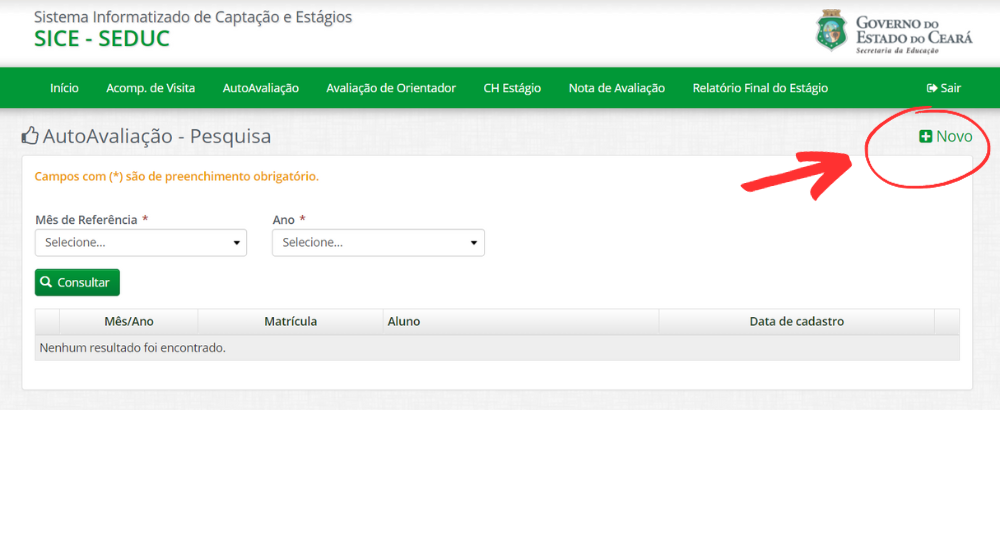 Sistema Informatizado de Captação e Estágios
SICE - SEDUC
GOVERNO DO
ESTADO DO CEARÁ
Secretaria da Educação
Início Acomp. de Visita AutoAvaliação Avaliação de Orientador CH Estágio Nota de Avaliação Relatório Final do Estágio Sair
AutoAvaliação - Pesquisa
Novo
Campos com (*) são de preenchimento obrigatório.
Mês de Referência * Ano *
Selecione... Selecione...
Consultar
Mês/Ano Matrícula Aluno Data de cadastro
Nenhum resultado foi encontrado.